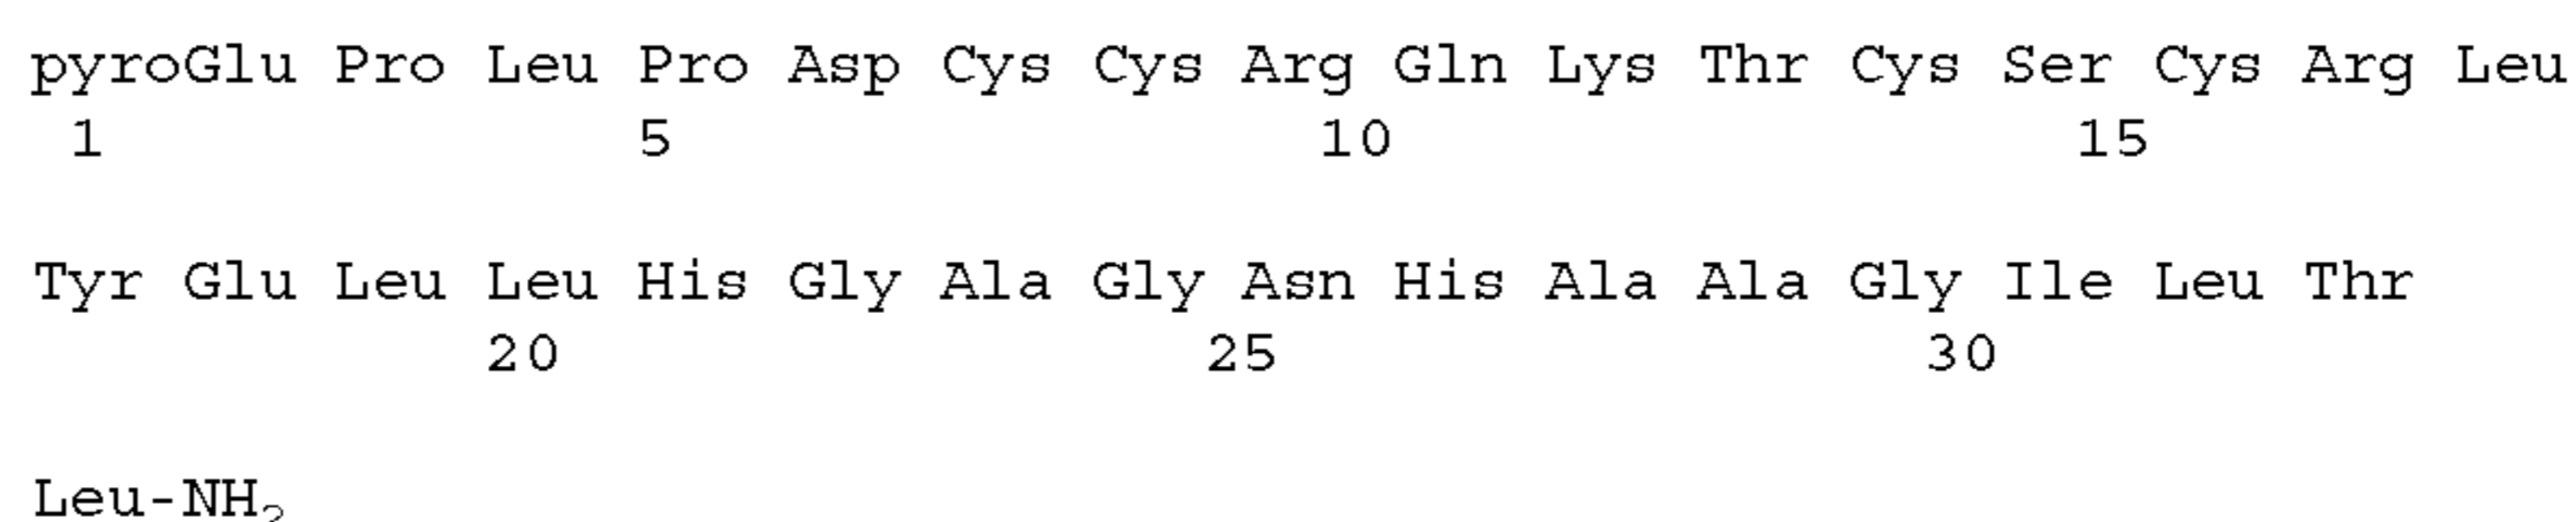 pyroGlu Pro Leu Pro Asp Cys Cys Arg Gln Lys Thr Cys Ser Cys Arg Leu
1 5 10 15
Tyr Glu Leu Leu His Gly Ala Gly Asn His Ala Ala Gly Ile Leu Thr
20 25 30
Leu-NH₂